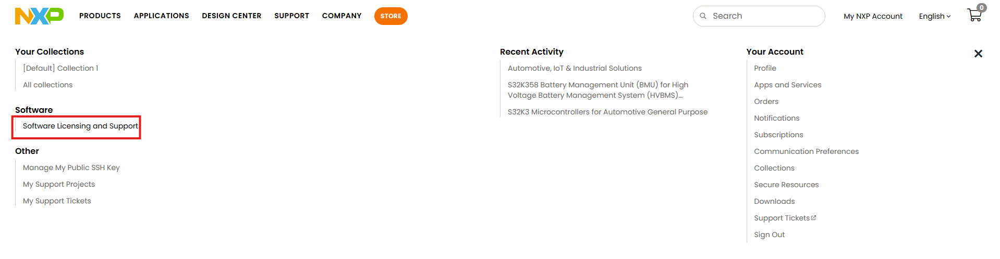 NXP PRODUCTS APPLICATIONS DESIGN CENTER SUPPORT COMPANY STORE Search My NXP Account English 0
Your Collections
[Default] Collection 1
All collections
Software
Software Licensing and Support
Other
Manage My Public SSH Key
My Support Projects
My Support Tickets
Recent Activity
Automotive, IoT & Industrial Solutions
S32K358 Battery Management Unit (BMU) for High
Voltage Battery Management System (HVBMS)...
S32K3 Microcontrollers for Automotive General Purpose
Your Account
Profile
Apps and Services
Orders
Notifications
Subscriptions
Communication Preferences
Collections
Secure Resources
Downloads
Support Tickets
Sign Out